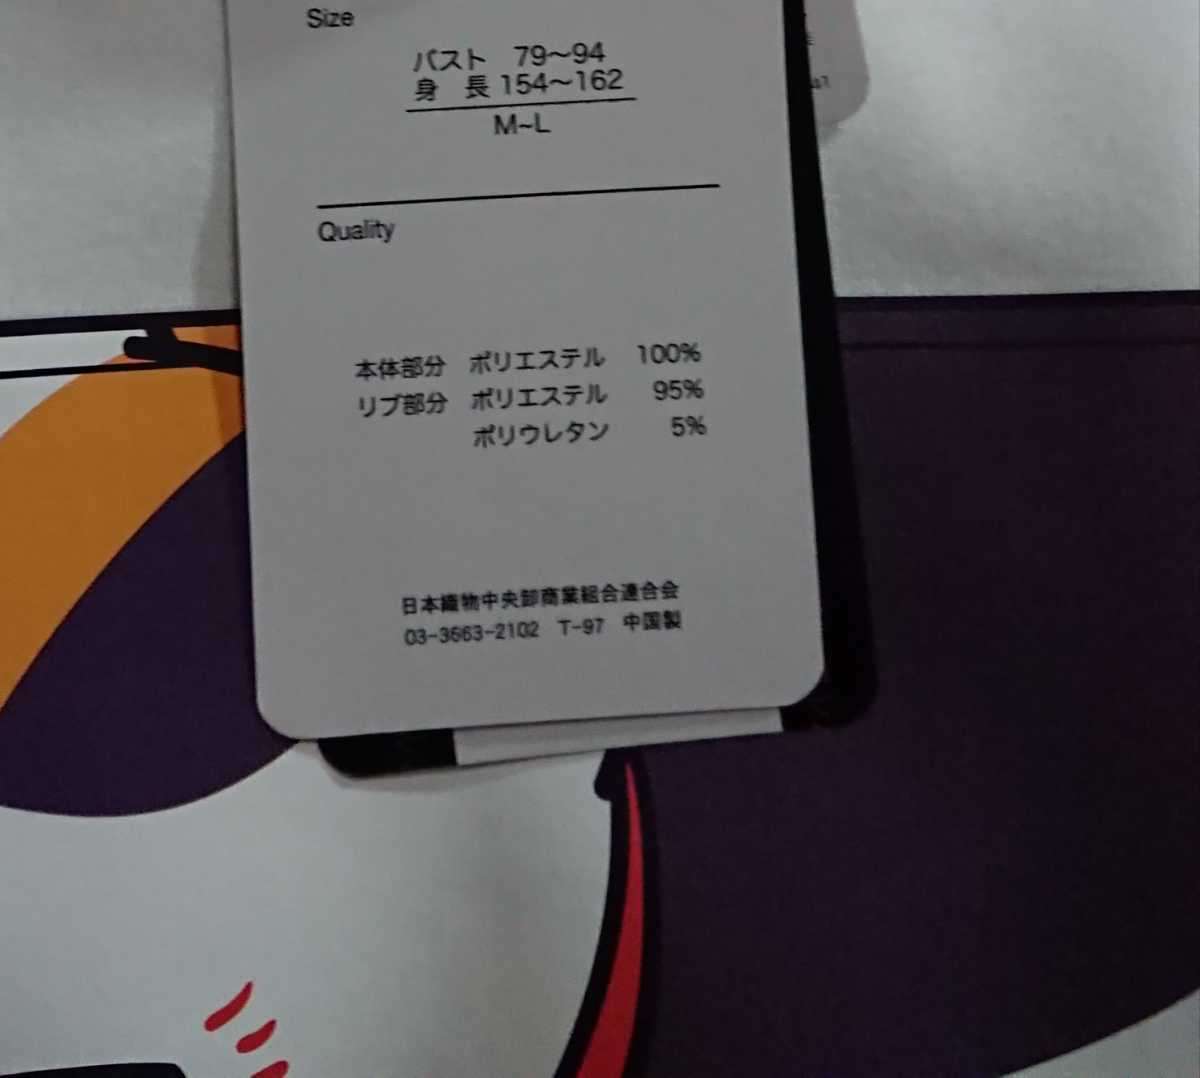 Size
バスト 79〜94
身 長 154〜162
M~L
Quality
本体部分 ポリエステル 100%
リブ部分 ポリエステル 95%
ポリウレタン 5%
日本織物中央卸商業組合連合会
03-3663-2102 T-97 中国製